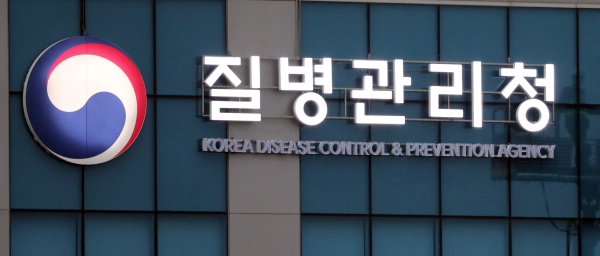 질병관리청
KOREA DISEASE CONTROL & PREVENTION AGENCY